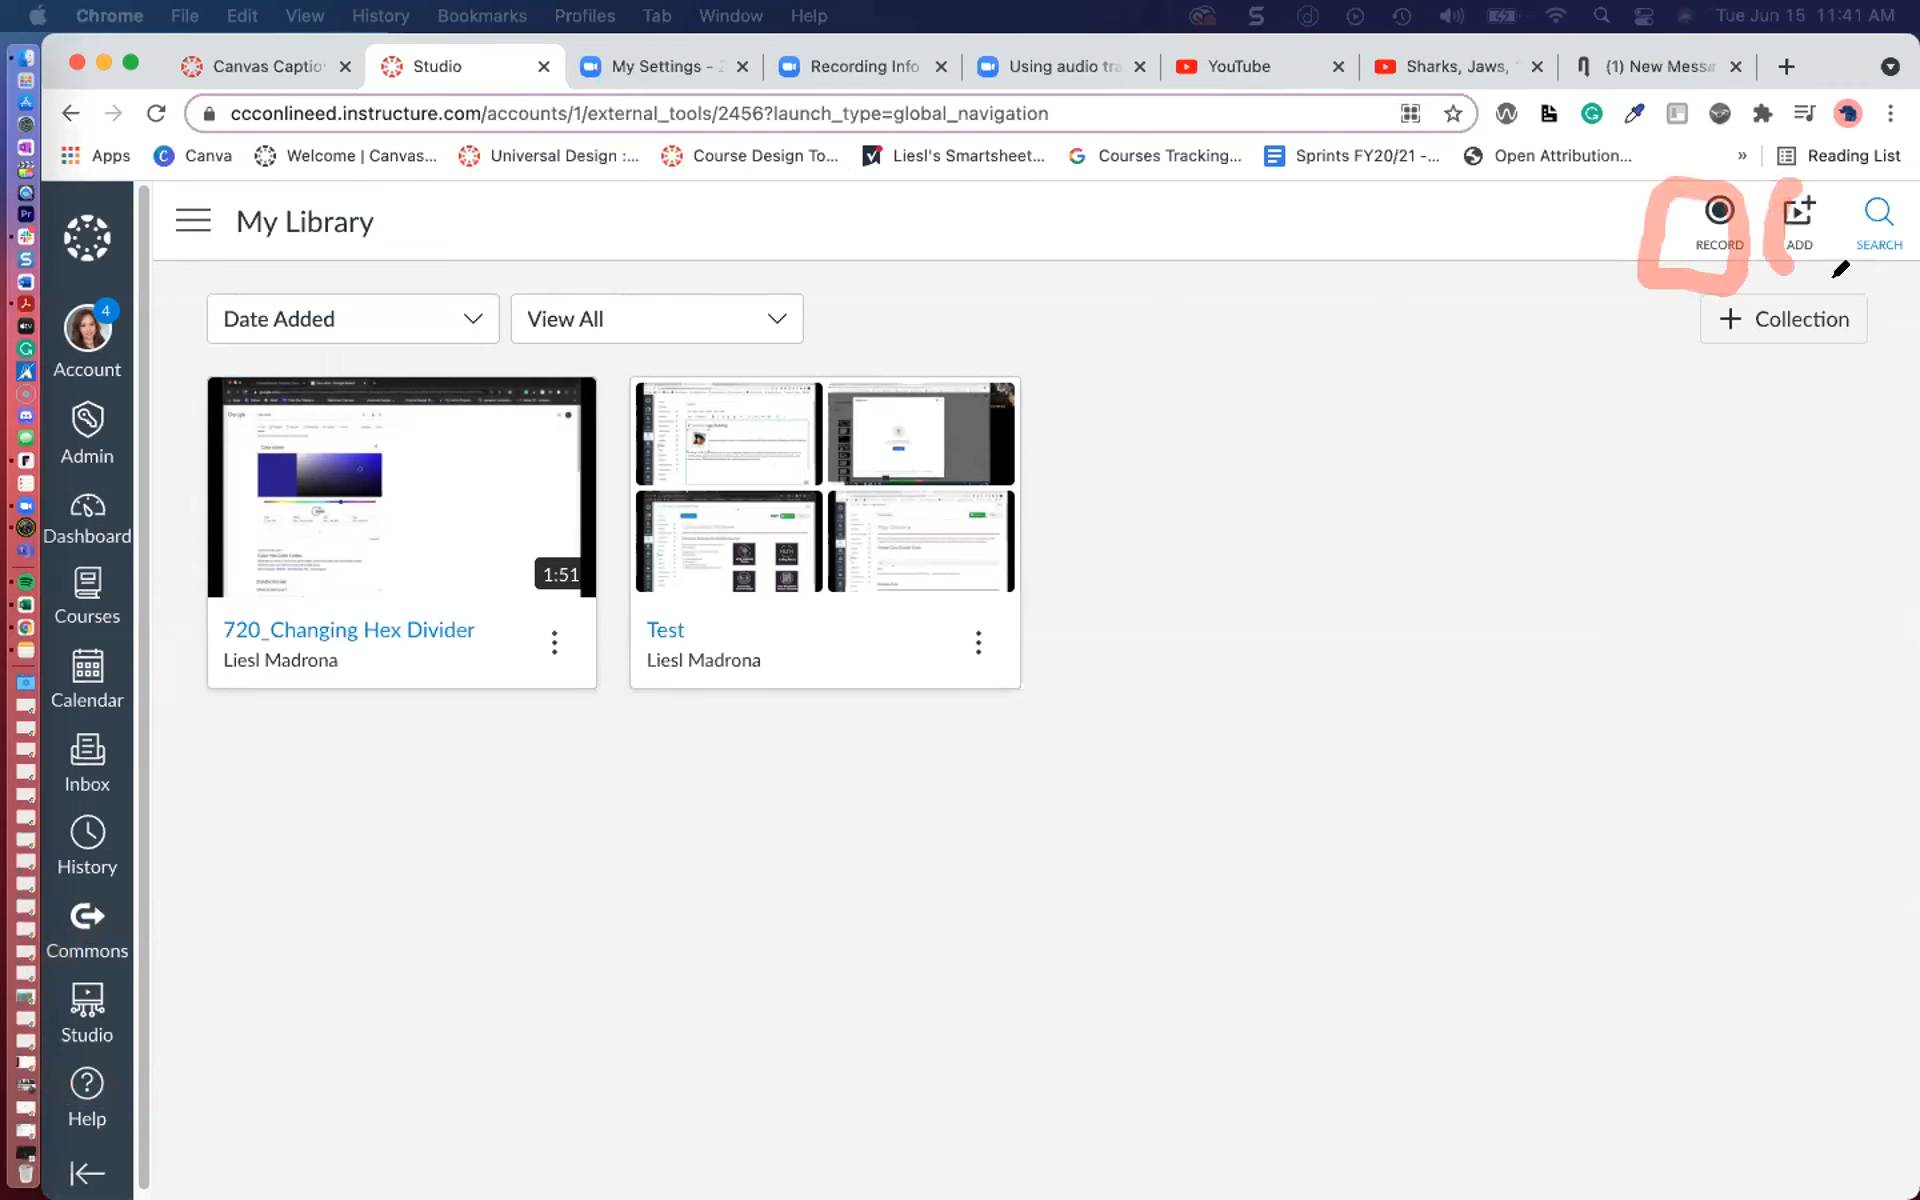 Chrome File Edit View History Bookmarks Profiles Tab Window Help Tue Jun 15 11:41 AM
Canvas Captio Studio My Settings - Recording Info Using audio tra YouTube Sharks, Jaws, (1) New Messa
ccconlineed.instructure.com/accounts/1/external_tools/2456?launch_type=global_navigation
Apps Canva Welcome | Canvas... Universal Design :... Course Design To... Liesl's Smartsheet... Courses Tracking... Sprints FY20/21 -... Open Attribution... » Reading List
My Library
RECORD ADD SEARCH
Date Added View All + Collection
4
Account
Admin
Dashboard
Courses
Calendar
Inbox
History
Commons
Studio
Help
1:51
720_Changing Hex Divider
Liesl Madrona
Test
Liesl Madrona